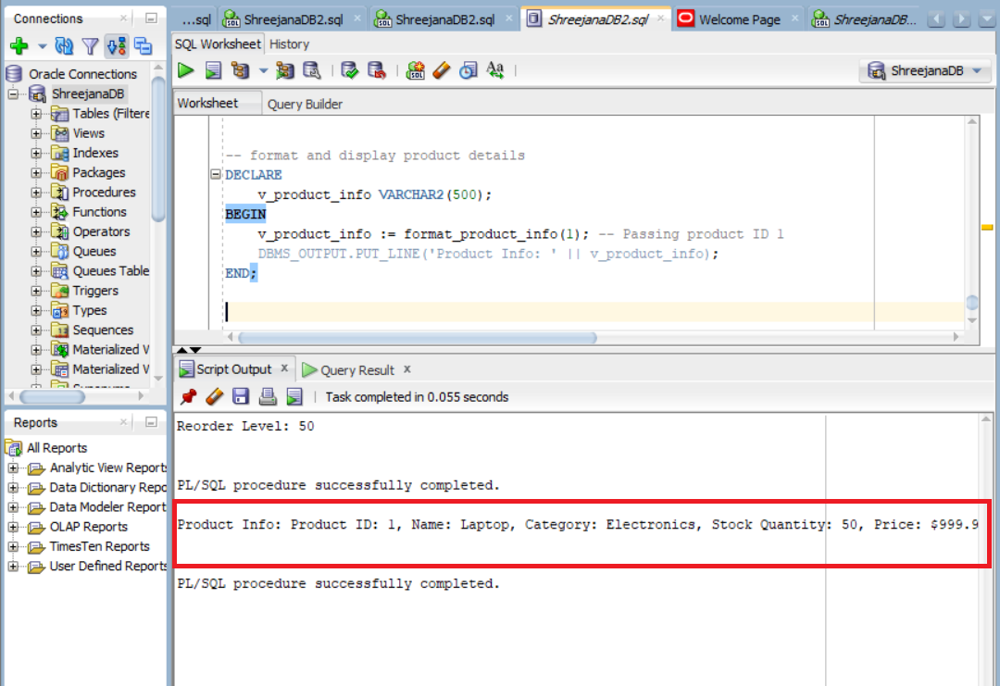 Connections
Oracle Connections
ShreejanaDB
Tables (Filtere
Views
Indexes
Packages
Procedures
Functions
Operators
Queues
Queues Table
Triggers
Types
Sequences
Materialized V
Materialized V
Reports
All Reports
Analytic View Reports
Data Dictionary Repo
Data Modeler Report
OLAP Reports
TimesTen Reports
User Defined Reports
...sql
ShreejanaDB2.sql
ShreejanaDB2.sql
ShreejanaDB2.sql
Welcome Page
ShreejanaDB...
SQL Worksheet History
ShreejanaDB
Worksheet Query Builder
-- format and display product details
DECLARE
v_product_info VARCHAR2(500);
BEGIN
v_product_info := format_product_info(1); -- Passing product ID 1
DBMS_OUTPUT.PUT_LINE('Product Info: ' || v_product_info);
END;
Script Output x Query Result x
Task completed in 0.055 seconds
Reorder Level: 50
PL/SQL procedure successfully completed.
Product Info: Product ID: 1, Name: Laptop, Category: Electronics, Stock Quantity: 50, Price: $999.9
PL/SQL procedure successfully completed.